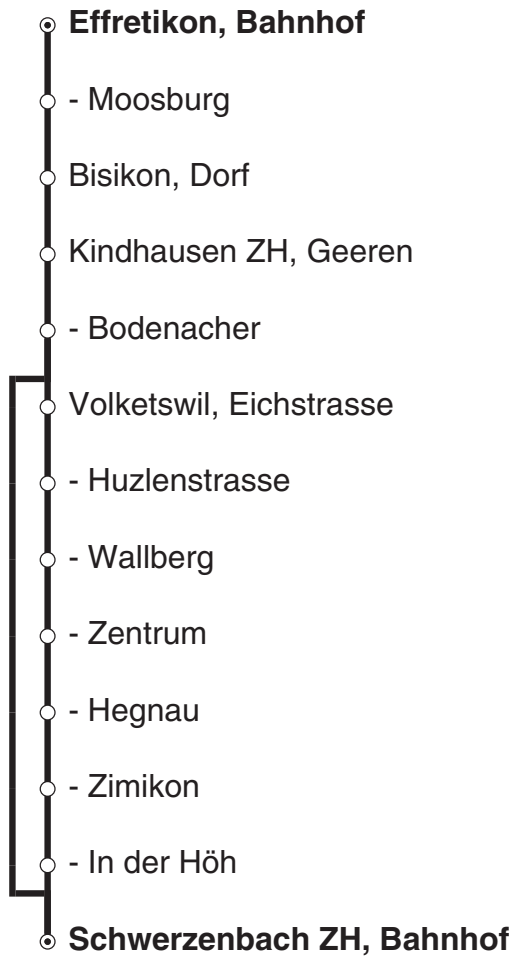 Effretikon, Bahnhof
- Moosburg
Bisikon, Dorf
Kindhausen ZH, Geeren
- Bodenacher
Volketswil, Eichstrasse
- Huzlenstrasse
- Wallberg
- Zentrum
- Hegnau
- Zimikon
- In der Höh
Schwerzenbach ZH, Bahnhof